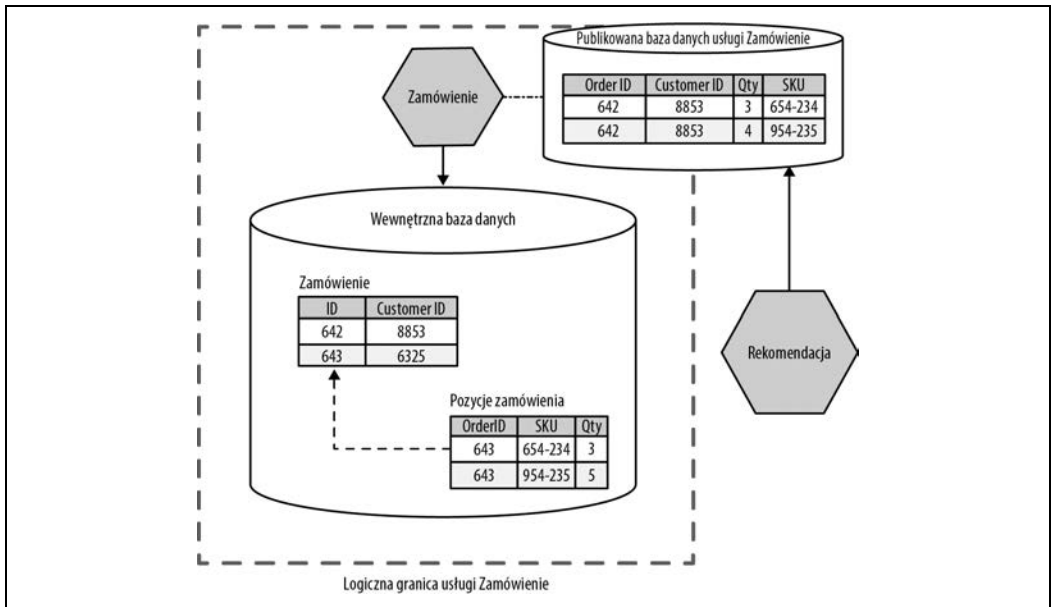 Publikowana baza danych usługi Zamówienie
Order ID Customer ID Qty SKU
642 8853 3 654-234
642 8853 4 954-235
Zamówienie
Wewnętrzna baza danych
Zamówienie
ID Customer ID
642 8853
643 6325
Rekomendacja
Pozycje zamówienia
OrderID SKU Qty
643 654-234 3
643 954-235 5
Logiczna granica usługi Zamówienie